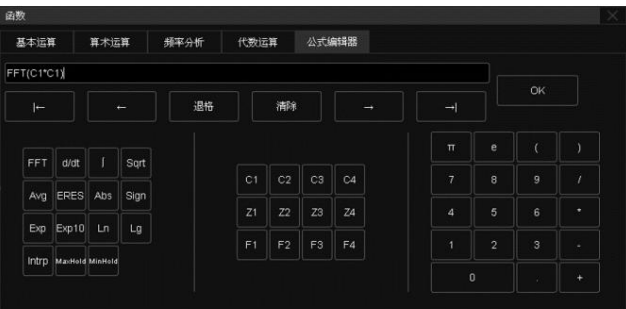 函数
基本运算 算术运算 频率分析 代数运算 公式编辑器
FFT(C1*C1)
OK
|← ← 退格 清除 → →|
π e ( )
FFT d/dt ∫ Sqrt
C1 C2 C3 C4
7 8 9 /
Avg ERES Abs Sign
Z1 Z2 Z3 Z4
4 5 6 *
Exp Exp10 Ln Lg
F1 F2 F3 F4
1 2 3 -
Intrp MaxHold MinHold
0 . +